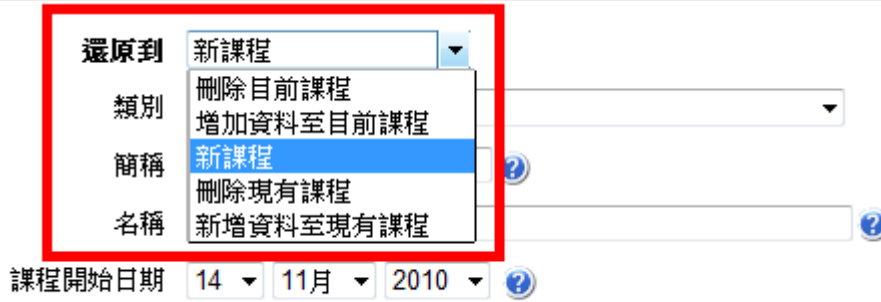 還原到 新課程
刪除目前課程
類別
增加資料至目前課程
新課程
簡稱
刪除現有課程
名稱
新增資料至現有課程
課程開始日期 14 11月 2010